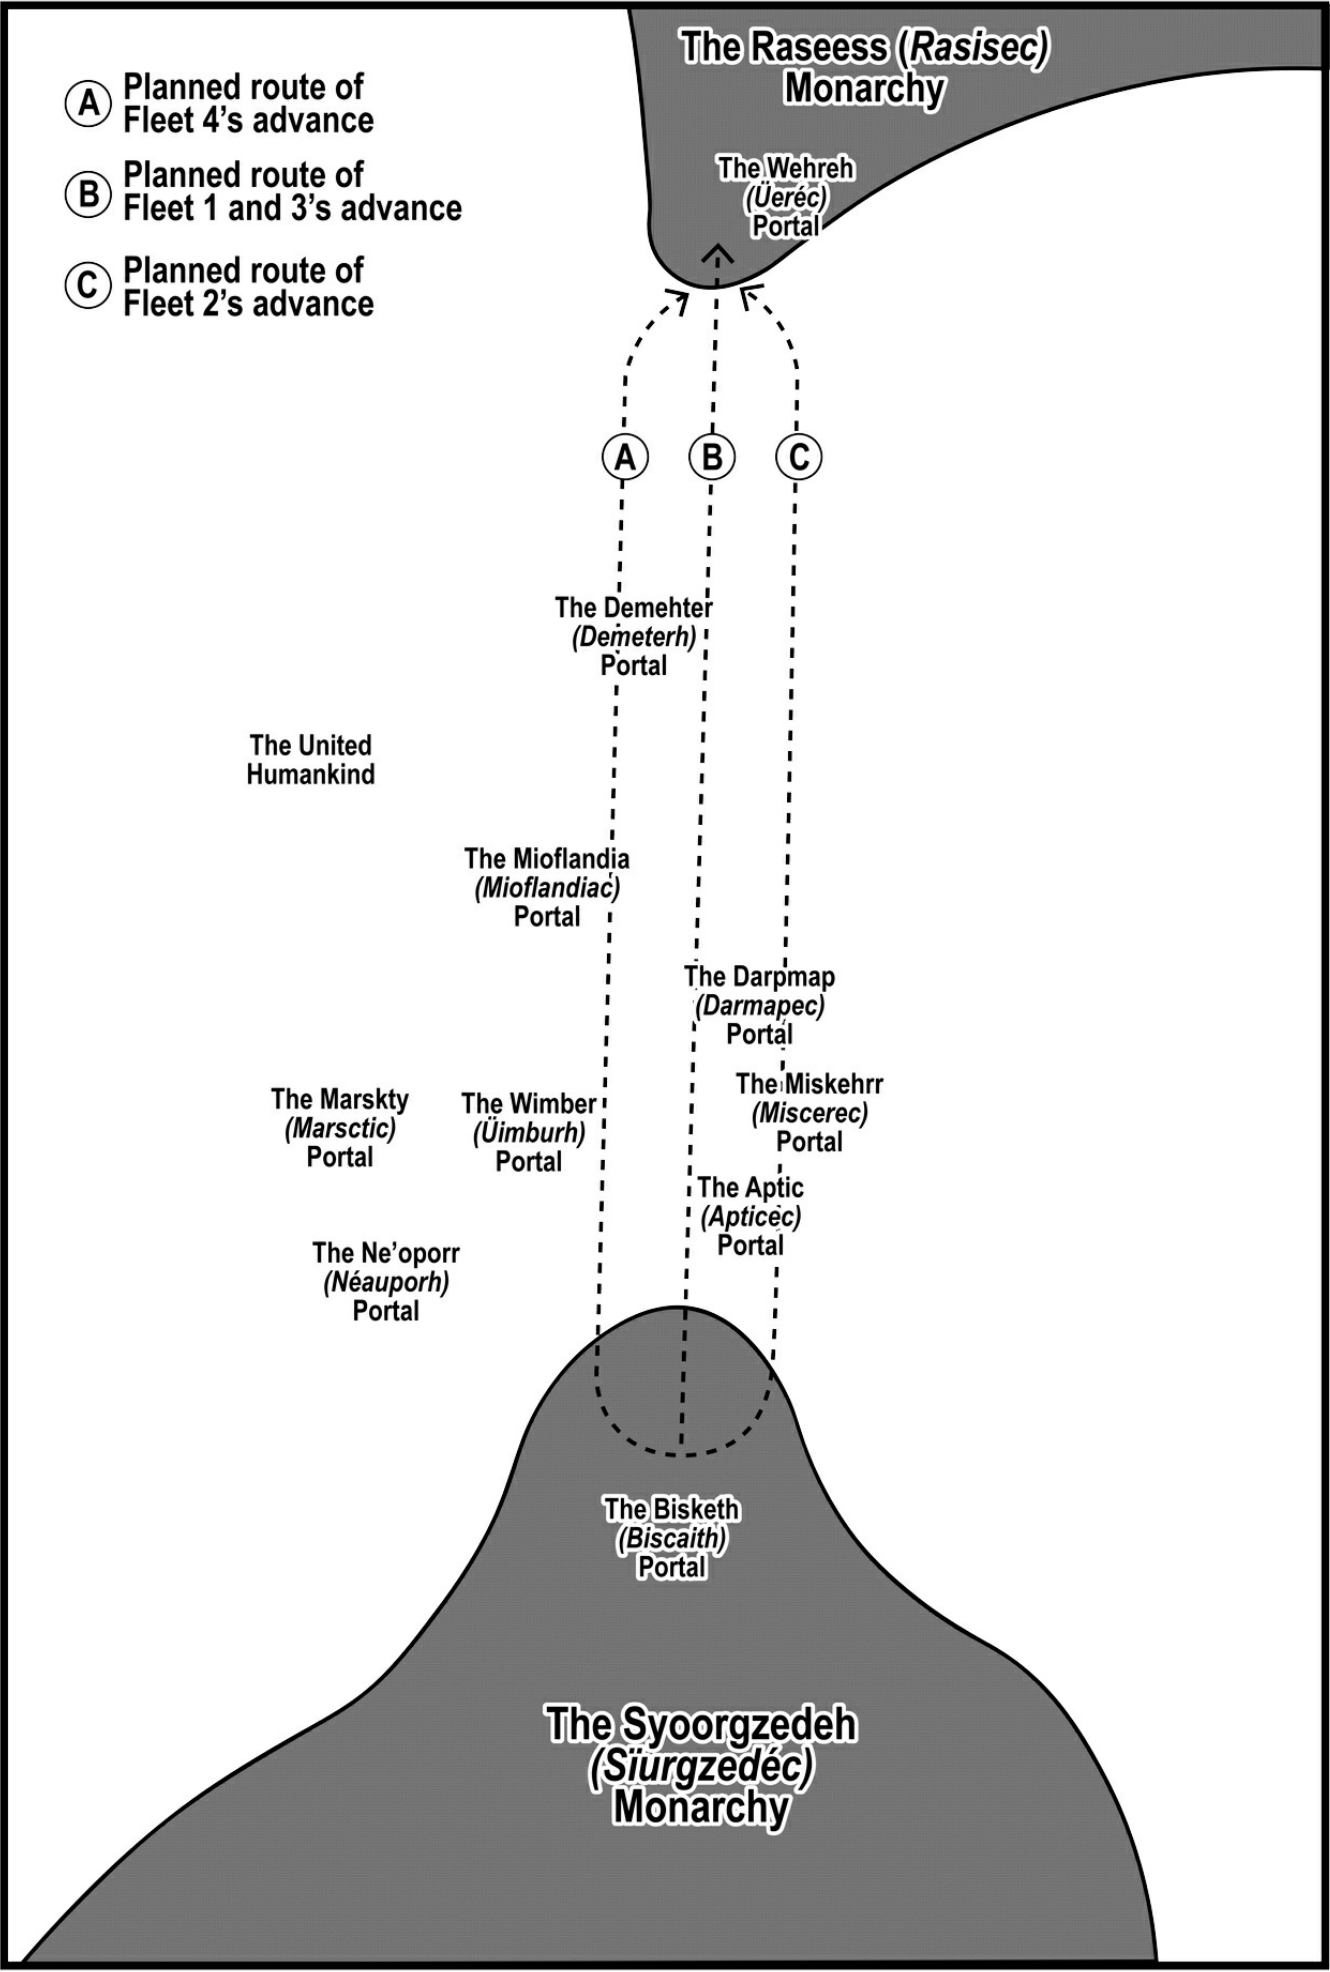 The Raseess (Rasisec)
Monarchy
A
Planned route of
Fleet 4's advance
B
Planned route of
Fleet 1 and 3's advance
C
Planned route of
Fleet 2's advance
The Wehreh
(Üeréc)
Portal
A
B
C
The Demehter
(Demeterh)
Portal
The United
Humankind
The Mioflandia
(Mioflandiac)
Portal
The Darpmap
(Darmapec)
Portal
The Miskehrr
(Miscerec)
Portal
The Marskty
(Marsctic)
Portal
The Wimber
(Üimburh)
Portal
The Aptic
(Apticec)
Portal
The Ne'oporr
(Néauporh)
Portal
The Bisketh
(Biscaith)
Portal
The Syoorgzedeh
(Sïurgzedéc)
Monarchy